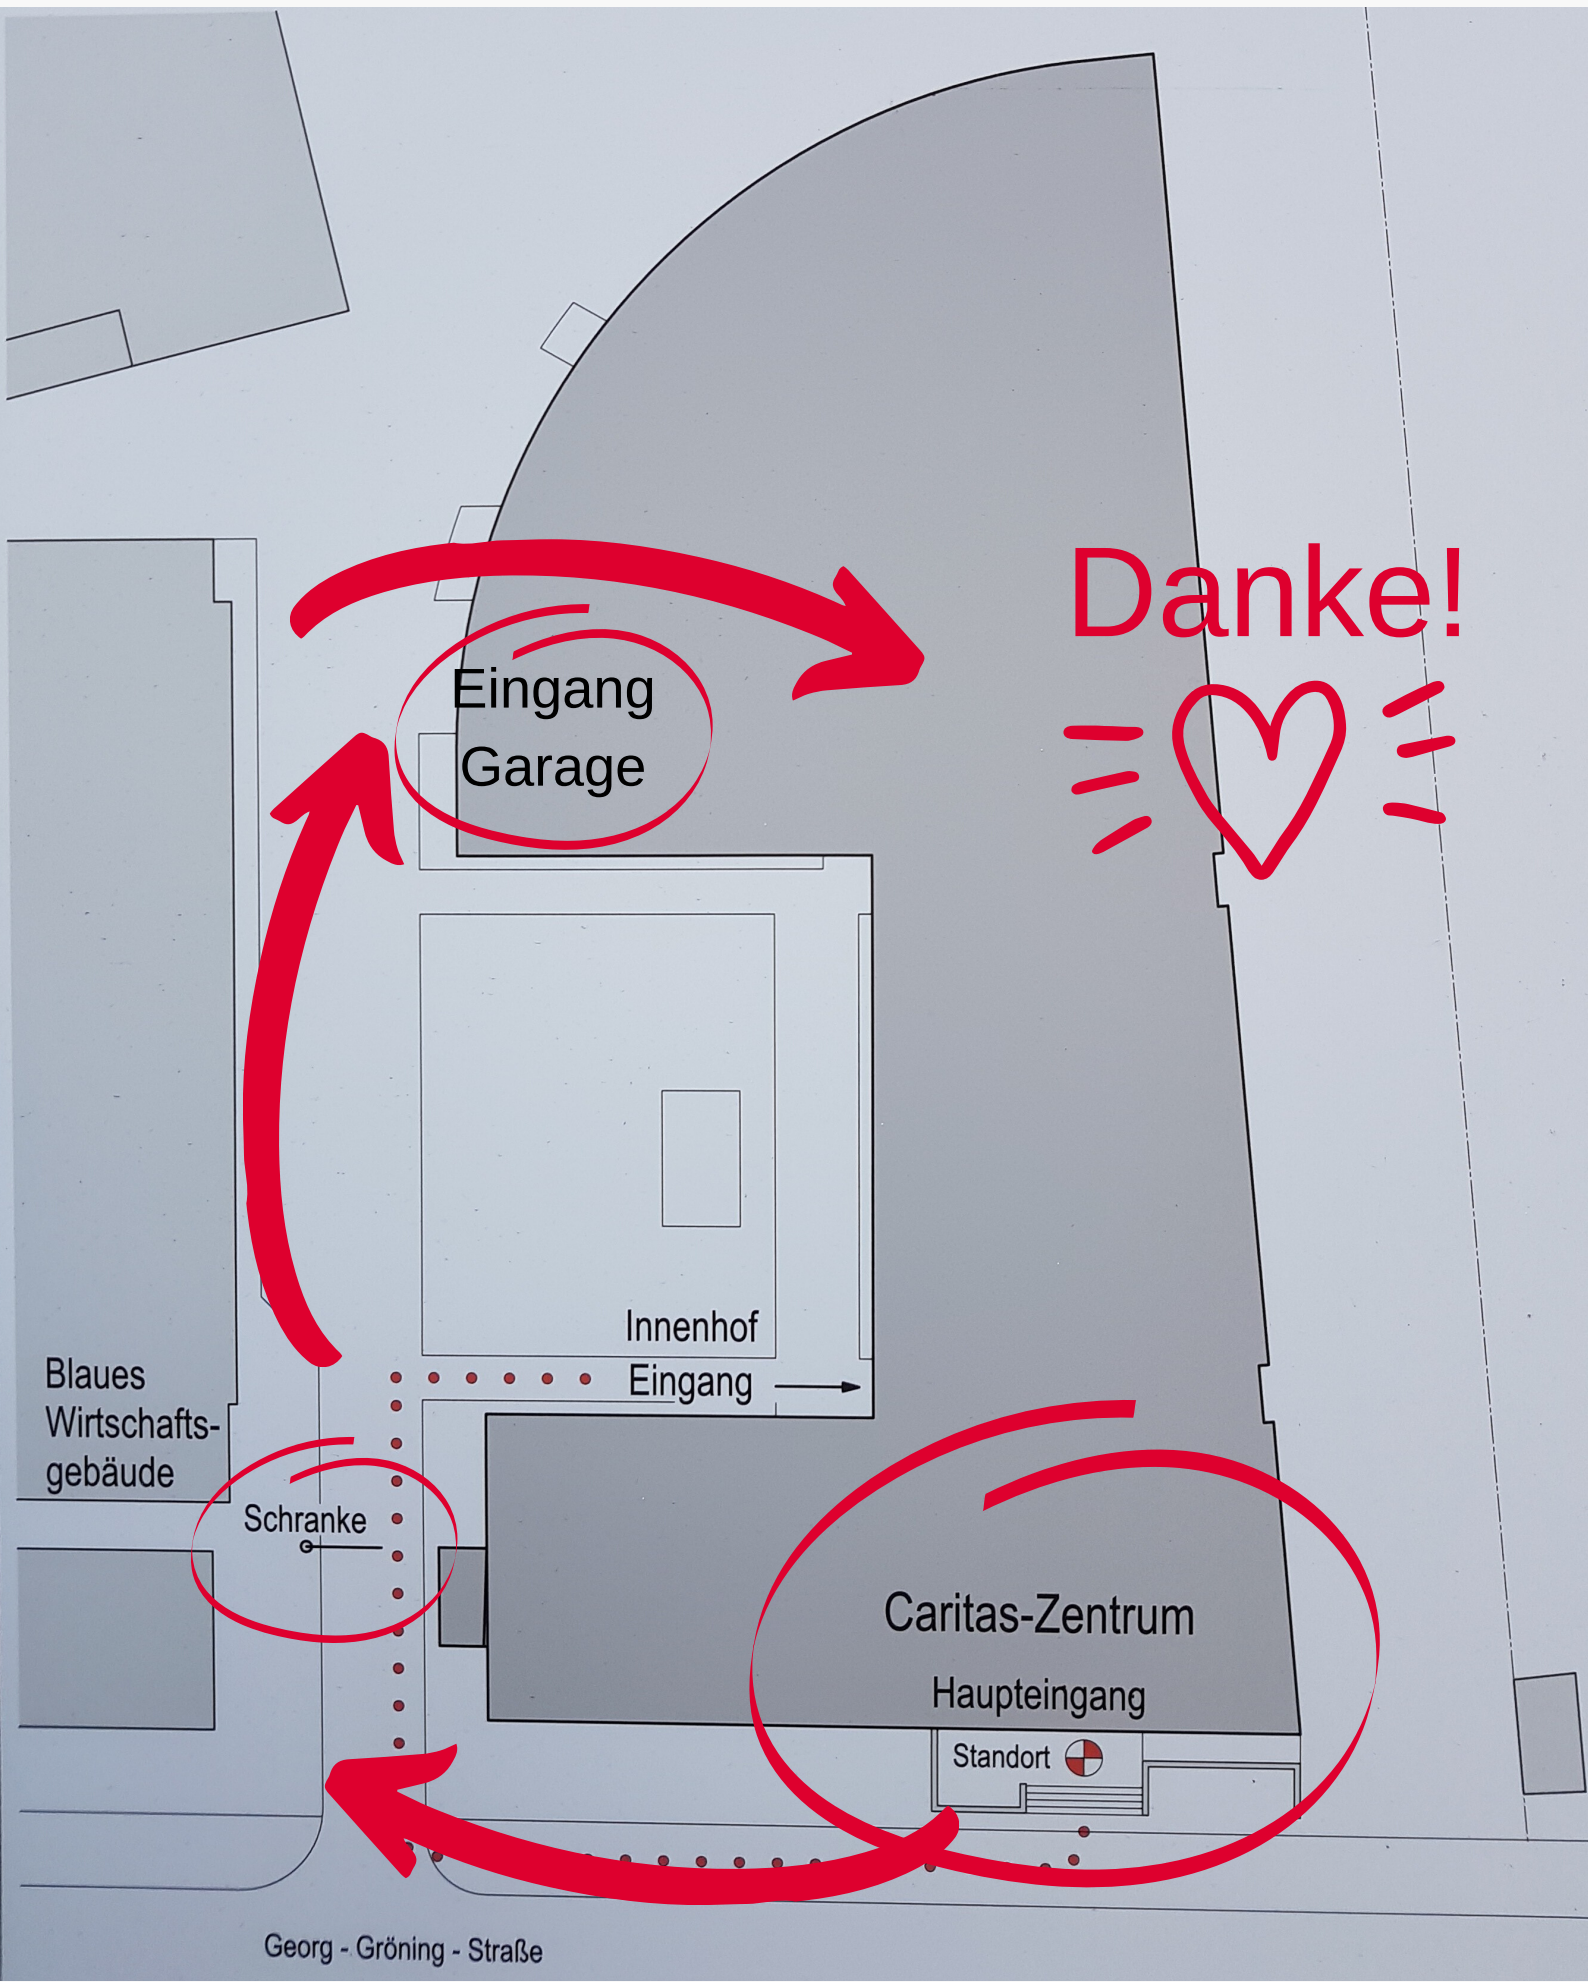 Danke!
Eingang
Garage
Innenhof
Eingang
Blaues
Wirtschafts-
gebäude
Schranke
Caritas-Zentrum
Haupteingang
Standort
Georg - Gröning - Straße